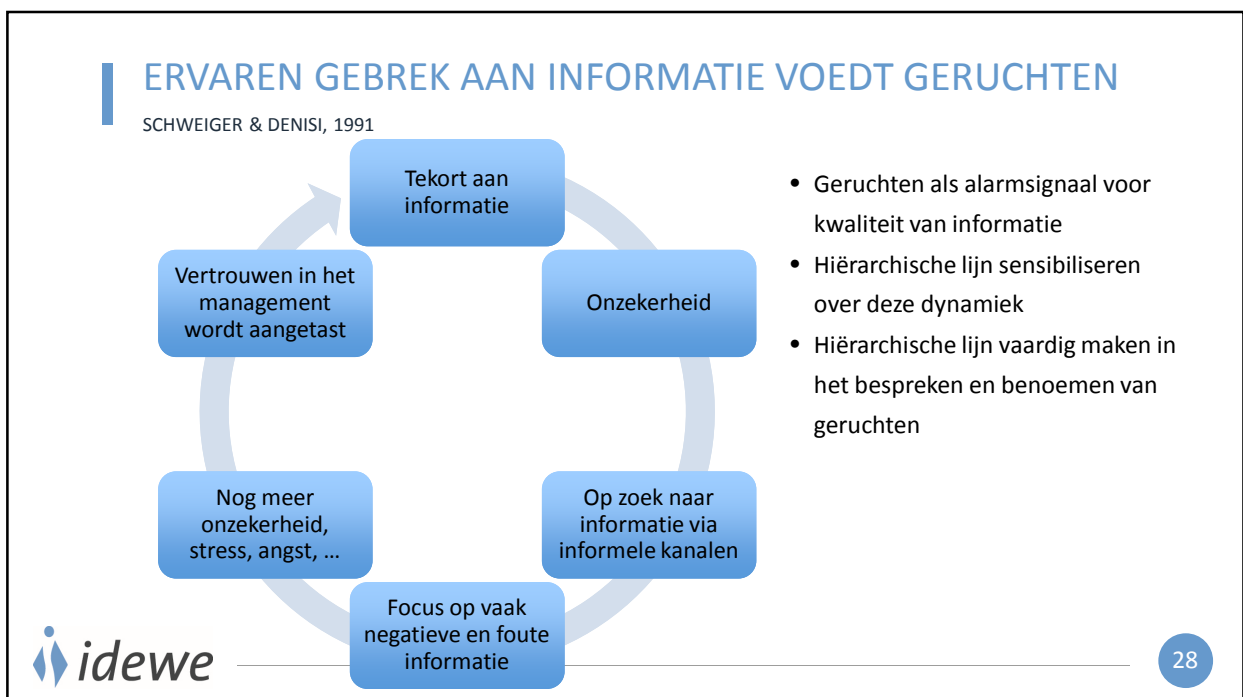 ERVAREN GEBREK AAN INFORMATIE VOEDT GERUCHTEN
SCHWEIGER & DENISI, 1991
Tekort aan
informatie
Onzekerheid
Op zoek naar
informatie via
informele kanalen
Focus op vaak
negatieve en foute
informatie
Nog meer
onzekerheid,
stress, angst, …
Vertrouwen in het
management
wordt aangetast
• Geruchten als alarmsignaal voor
kwaliteit van informatie
• Hiërarchische lijn sensibiliseren
over deze dynamiek
• Hiërarchische lijn vaardig maken in
het bespreken en benoemen van
geruchten
idewe
28